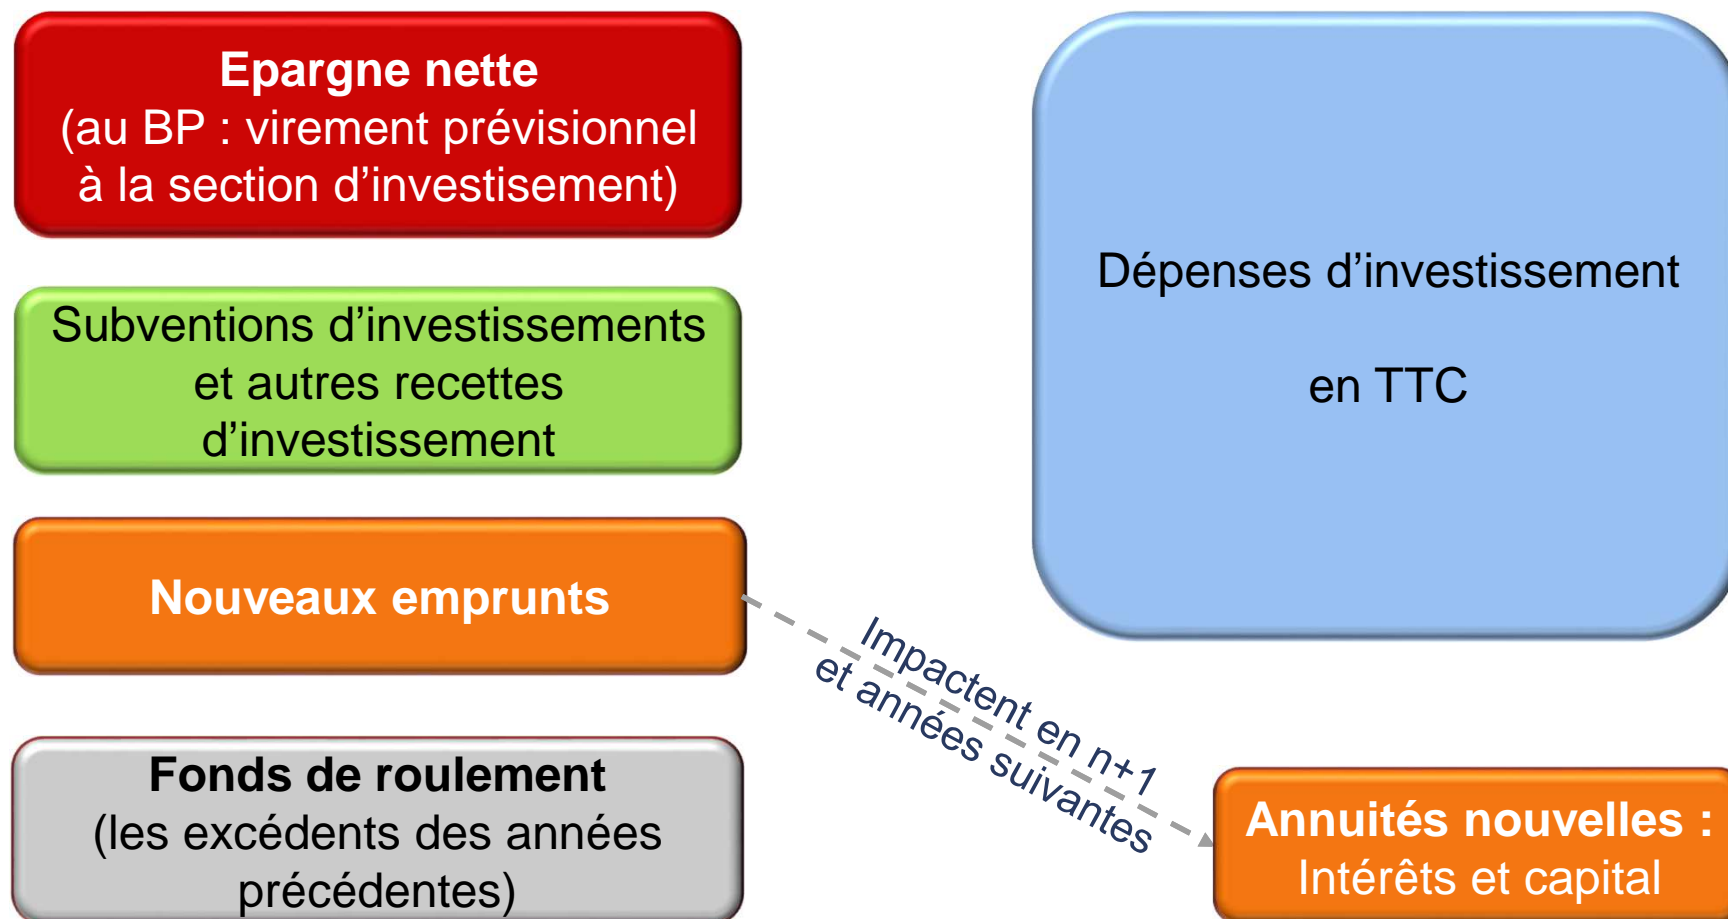 Epargne nette
(au BP : virement prévisionnel
à la section d’investisement)
Subventions d’investissements
et autres recettes
d’investissement
Nouveaux emprunts
Fonds de roulement
(les excédents des années
précédentes)
Dépenses d’investissement
en TTC
Impactent en n+1
et années suivantes
Annuités nouvelles :
Intérêts et capital